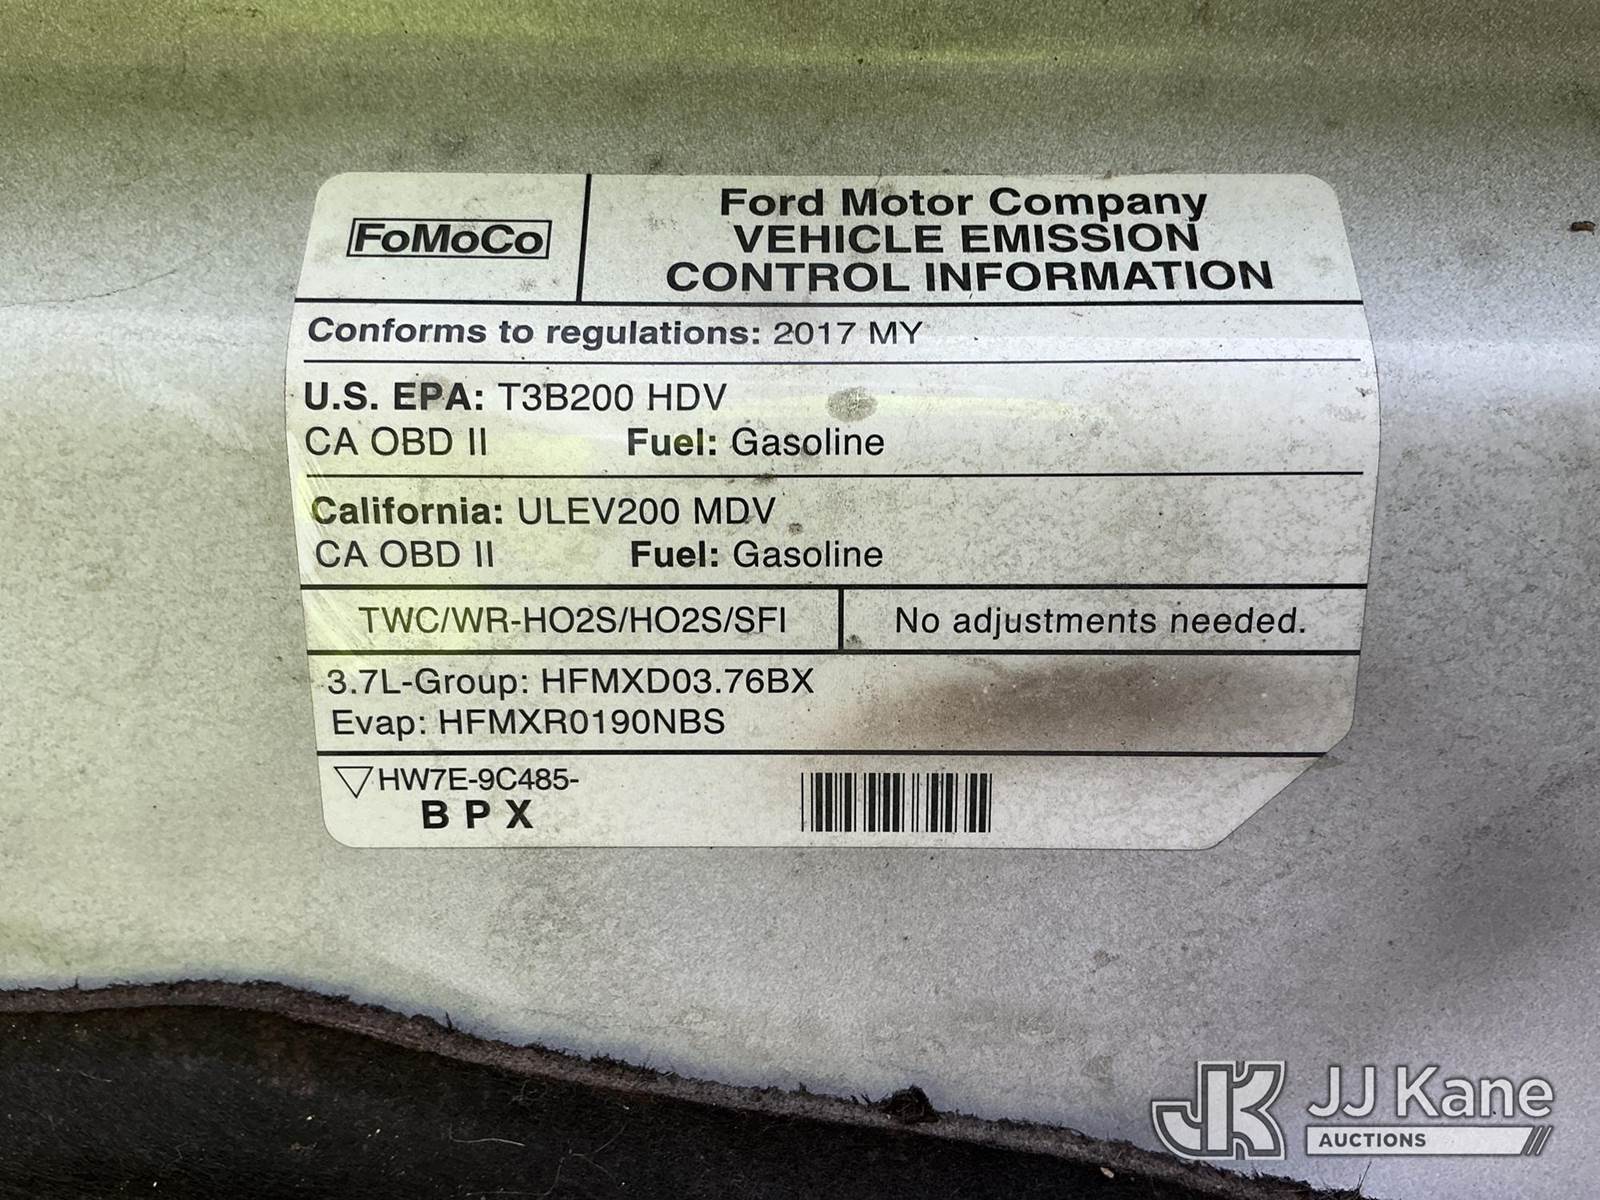 FoMoCo
Ford Motor Company
VEHICLE EMISSION
CONTROL INFORMATION
Conforms to regulations: 2017 MY
U.S. EPA: T3B200 HDV
CA OBD II Fuel: Gasoline
California: ULEV200 MDV
CA OBD II Fuel: Gasoline
TWC/WR-HO2S/HO2S/SFI
No adjustments needed.
3.7L-Group: HFMXD03.76BX
Evap: HFMXR0190NBS
HW7E-9C485-
B P X
JK JJ Kane
AUCTIONS